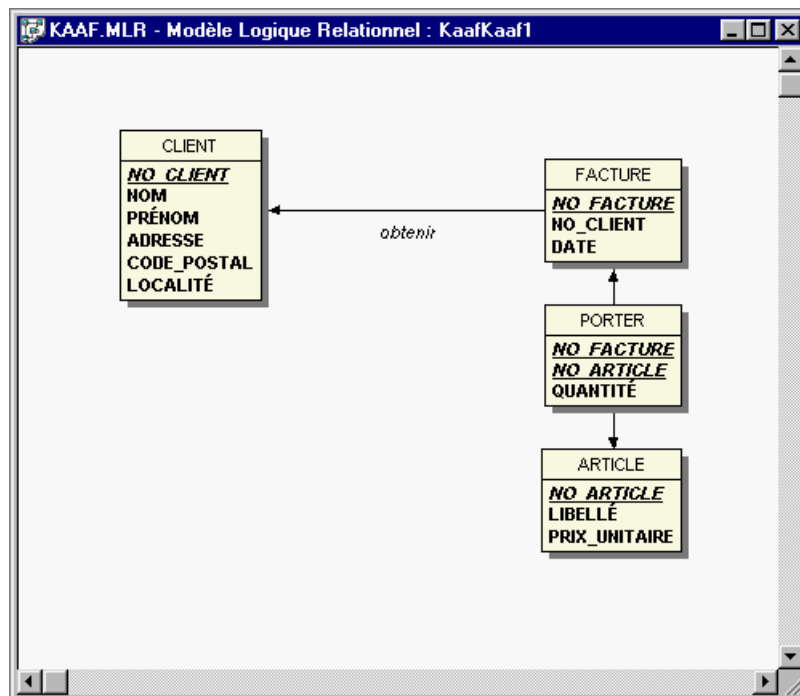 KAAF.MLR - Modèle Logique Relationnel : KaafKaaf1
CLIENT
NO_CLIENT
NOM
PRÉNOM
ADRESSE
CODE_POSTAL
LOCALITÉ
obtenir
FACTURE
NO_FACTURE
NO_CLIENT
DATE
PORTER
NO_FACTURE
NO_ARTICLE
QUANTITÉ
ARTICLE
NO_ARTICLE
LIBELLÉ
PRIX_UNITAIRE